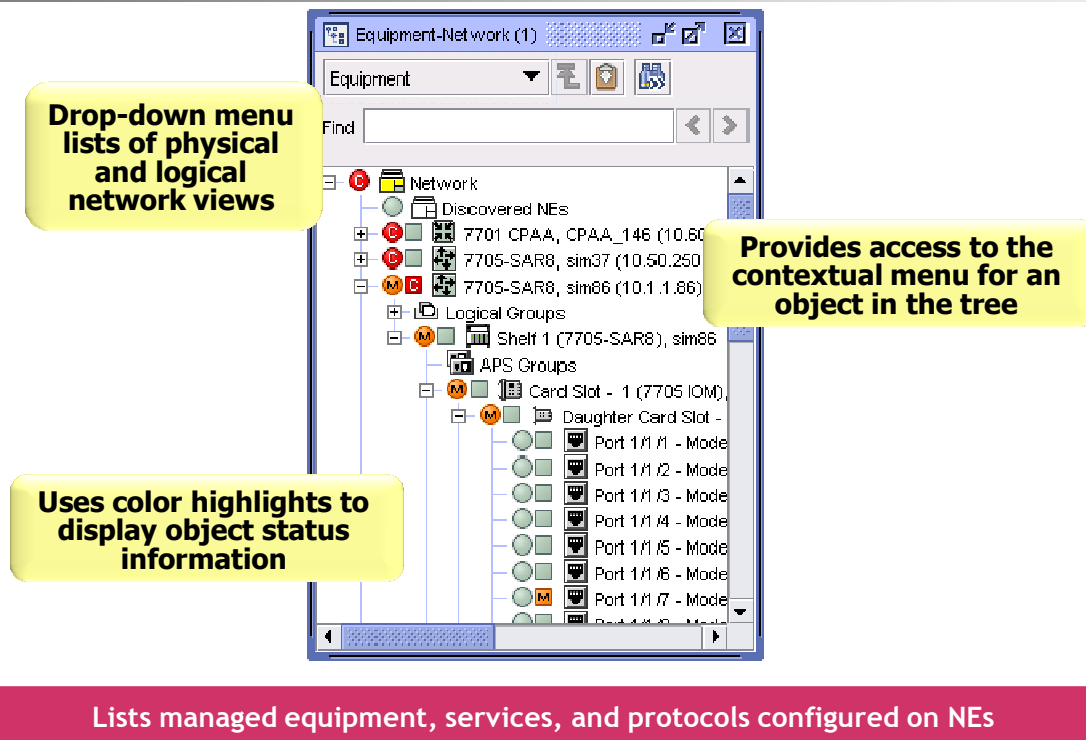 Equipment-Network (1)
Equipment
Find
Drop-down menu
lists of physical
and logical
network views
C Network
Discovered NEs
C 7701 CPAA, CPAA_146 (10.60
C 7705-SAR8, sim37 (10.50.250
M C 7705-SAR8, sim86 (10.1.1.86)
Logical Groups
M Shelf 1 (7705-SAR8), sim86
APS Groups
M Card Slot - 1 (7705 IOM),
M Daughter Card Slot -
Port 1/1/1 - Mode
Port 1/1/2 - Mode
Port 1/1/3 - Mode
Port 1/1/4 - Mode
Port 1/1/5 - Mode
Port 1/1/6 - Mode
M Port 1/1/7 - Mode
Provides access to the
contextual menu for an
object in the tree
Uses color highlights to
display object status
information
Lists managed equipment, services, and protocols configured on NEs